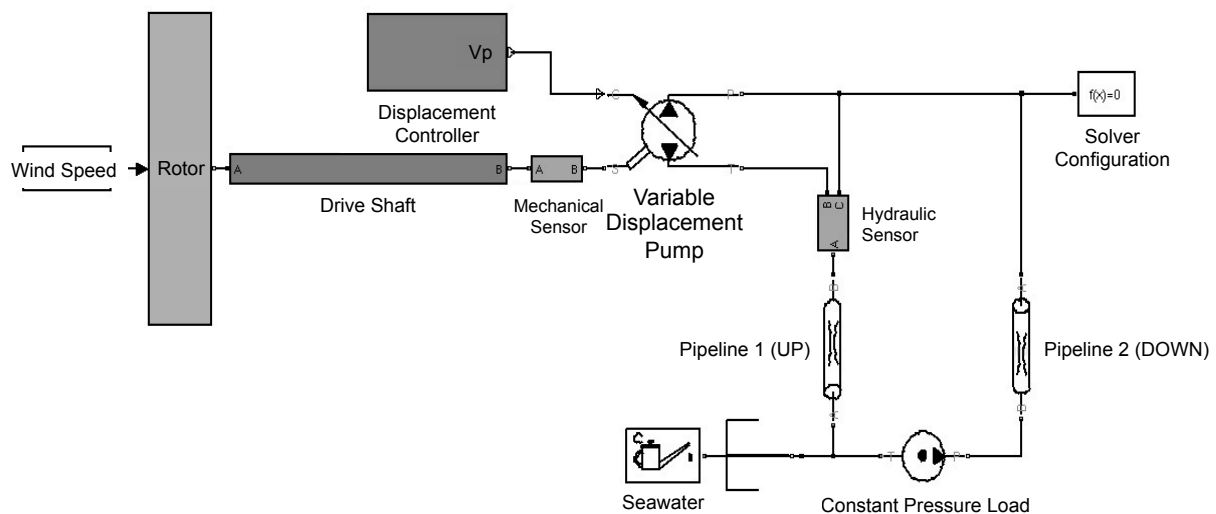 Vp
Displacement
Controller
C
P
f(x)=0
Solver
Configuration
Wind Speed
Rotor
A
B
Drive Shaft
A
B
Mechanical
Sensor
S
T
Variable
Displacement
Pump
B
C
A
Hydraulic
Sensor
B
A
Pipeline 1 (UP)
Pipeline 2 (DOWN)
A
B
Seawater
T
P
Constant Pressure Load